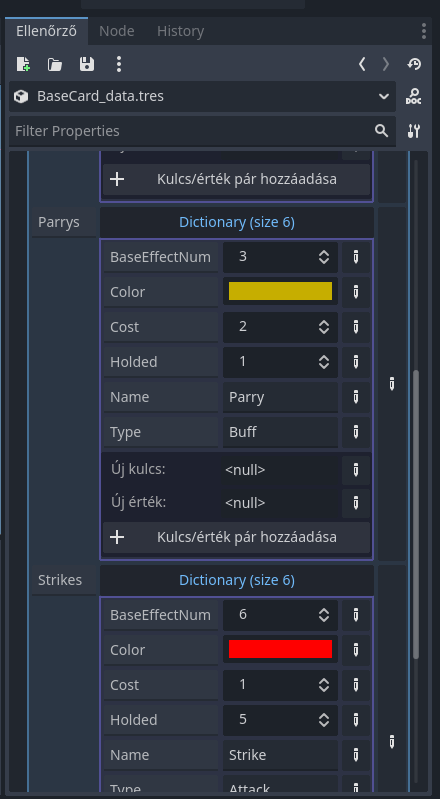 Ellenőrző Node History
BaseCard_data.tres
DOC
Filter Properties
Kulcs/érték pár hozzáadása
Parrys Dictionary (size 6)
BaseEffectNum 3
Color
Cost 2
Holded 1
Name Parry
Type Buff
Új kulcs: <null>
Új érték: <null>
Kulcs/érték pár hozzáadása
Strikes Dictionary (size 6)
BaseEffectNum 6
Color
Cost 1
Holded 5
Name Strike
Type Attack